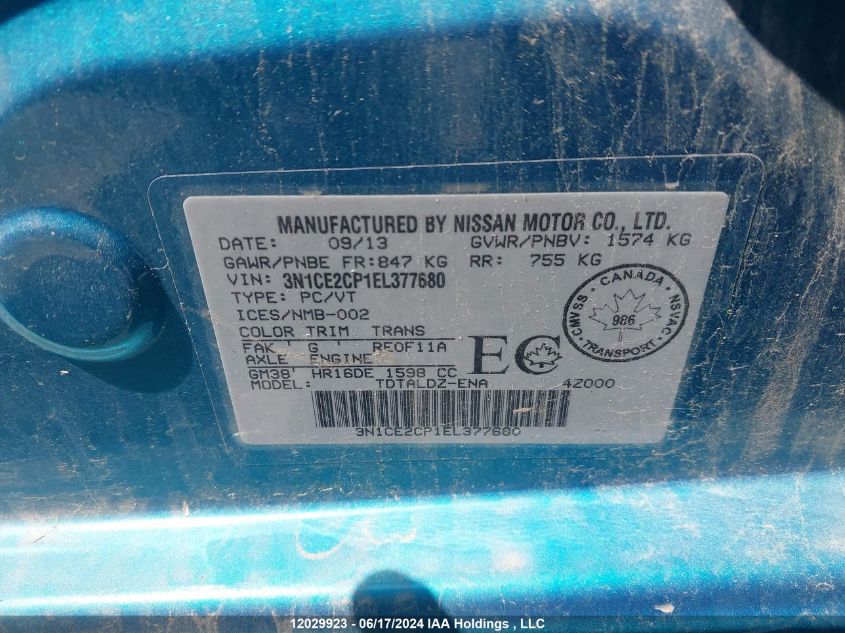 MANUFACTURED BY NISSAN MOTOR CO., LTD.
DATE: 09/13 GVWR/PNBV: 1574 KG
GAWR/PNBE FR:847 KG RR: 755 KG
VIN: 3N1CE2CP1EL377680
TYPE: PC/VT
ICES/NMB-002
COLOR TRIM TRANS
FAK G RE0F11A
AXLE ENGINE
GM38 HR16DE 1598 CC
MODEL: TDTALDZ-ENA 4Z000
3N1CE2CP1EL377680
EC
CANADA
CMVSS 986 NSVAC
TRANSPORT
12029923 - 06/17/2024 IAA Holdings , LLC